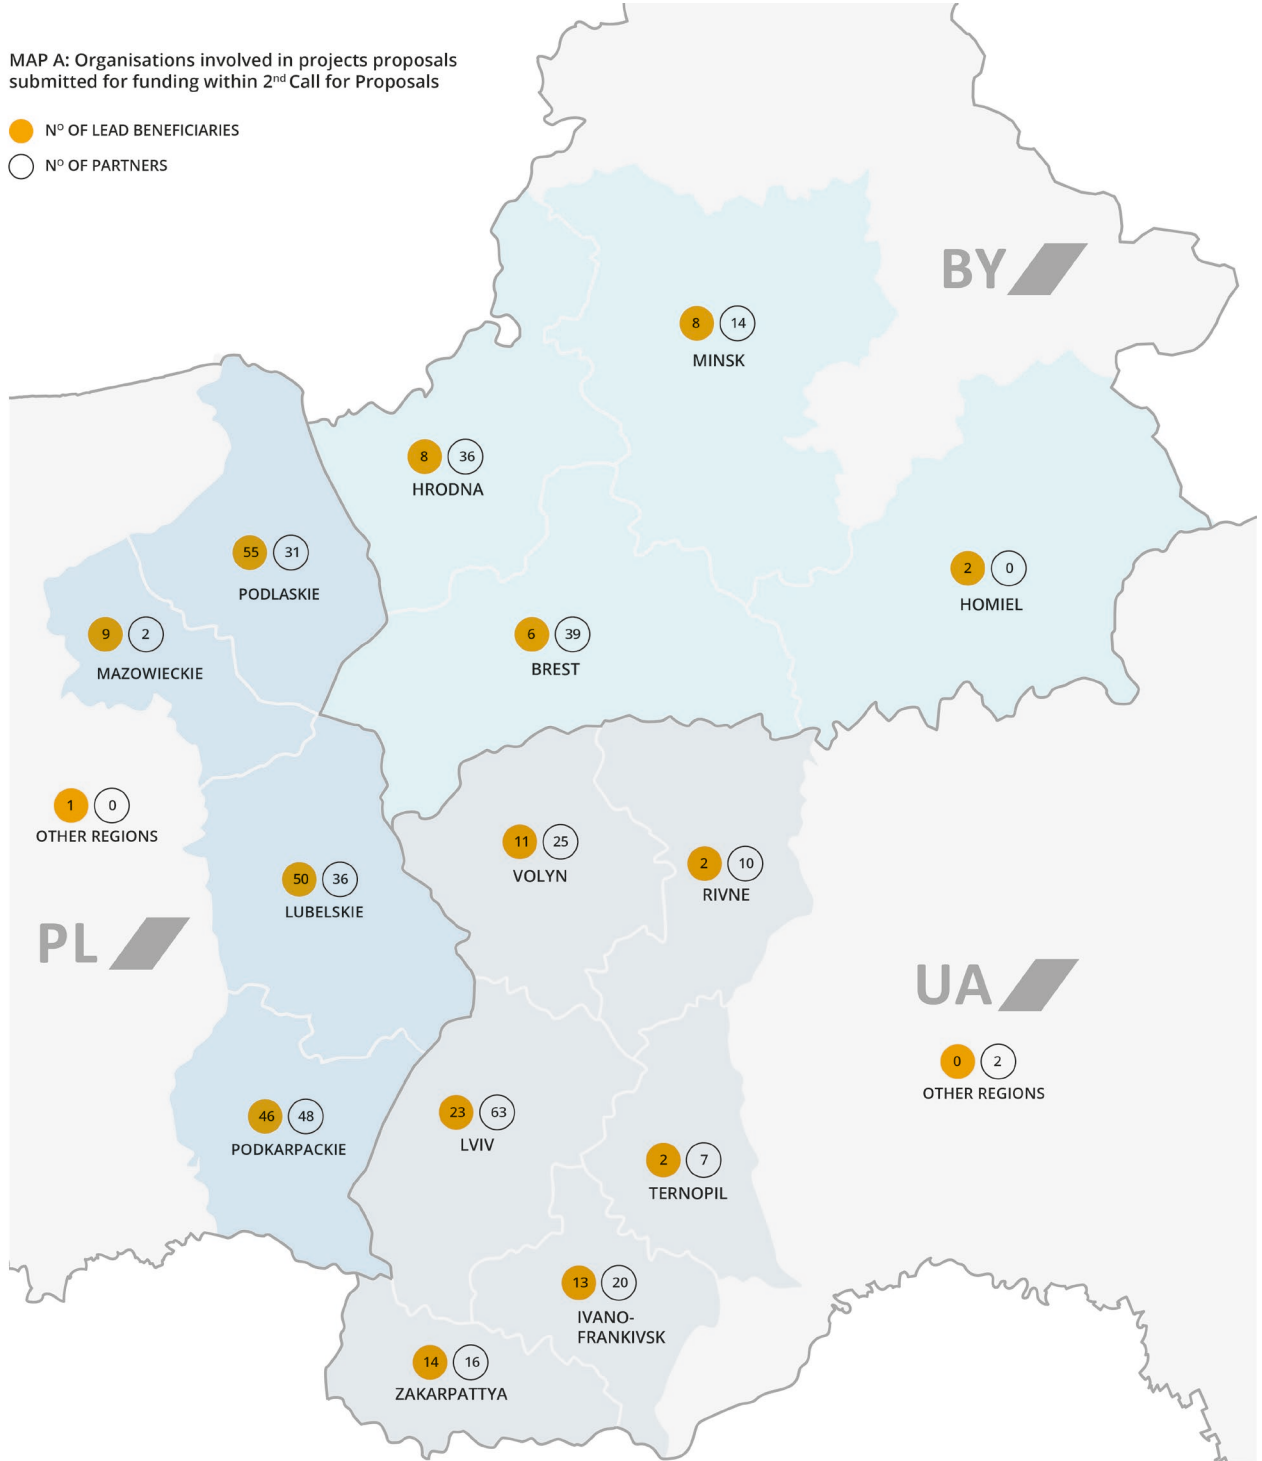 MAP A: Organisations involved in projects proposals
submitted for funding within 2nd Call for Proposals
Nº OF LEAD BENEFICIARIES
Nº OF PARTNERS
BY
8 14
MINSK
8 36
HRODNA
55 31
PODLASKIE
2 0
HOMIEL
9 2
MAZOWIECKIE
6 39
BREST
1 0
OTHER REGIONS
11 25
VOLYN
2 10
RIVNE
50 36
LUBELSKIE
PL
UA
0 2
OTHER REGIONS
46 48
PODKARPACKIE
23 63
LVIV
2 7
TERNOPIL
13 20
IVANO-
FRANKIVSK
14 16
ZAKARPATTYA